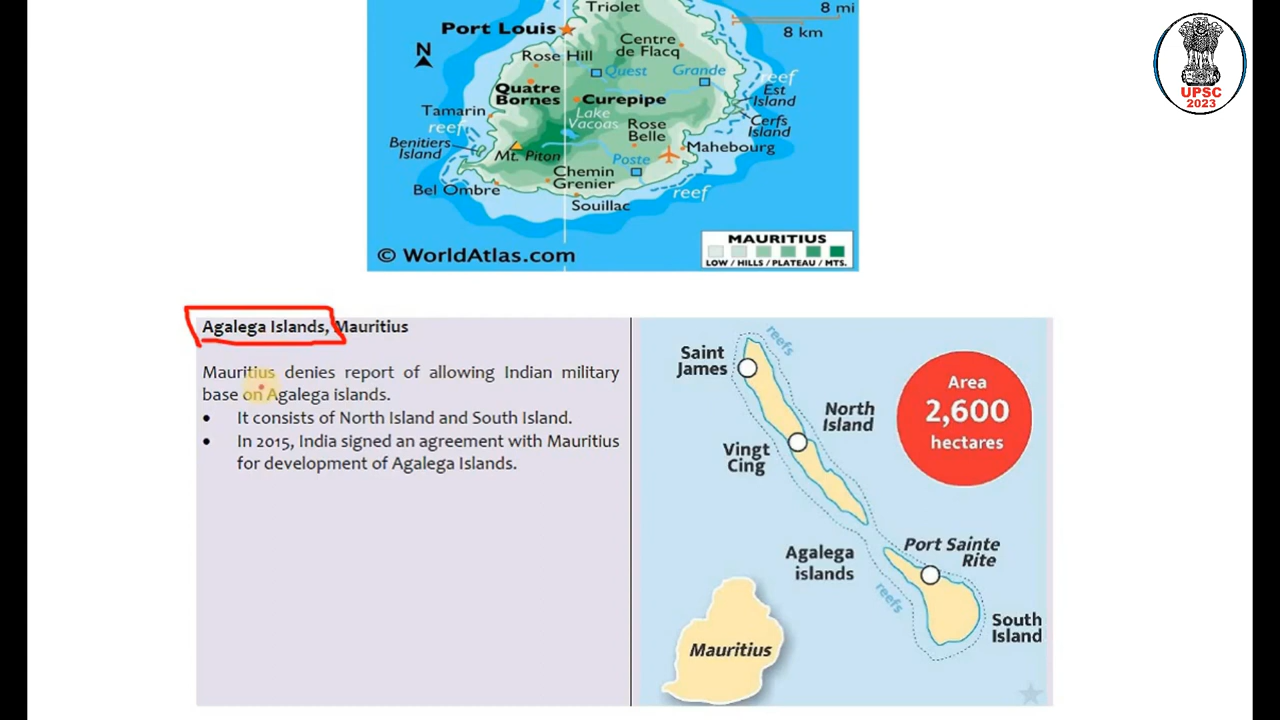 Triolet
8 mi
Port Louis
8 km
N
Centre
de Flacq
Rose Hill
Quest
Grande
reef
Est
Island
Quatre
Bornes
Curepipe
Tamarin
Lake
Vacoas
Cerfs
Island
reef
Rose
Belle
Benitiers
Island
Mahebourg
Mt. Piton
Poste
Chemin
Grenier
Bel Ombre
reef
Souillac
MAURITIUS
LOW / HILLS / PLATEAU / MTS.
© WorldAtlas.com
UPSC
2023
Agalega Islands, Mauritius
Mauritius denies report of allowing Indian military
base on Agalega islands.
• It consists of North Island and South Island.
• In 2015, India signed an agreement with Mauritius
for development of Agalega Islands.
reefs
Saint
James
Area
2,600
hectares
North
Island
Vingt
Cing
Port Sainte
Rite
Agalega
islands
reefs
South
Island
Mauritius